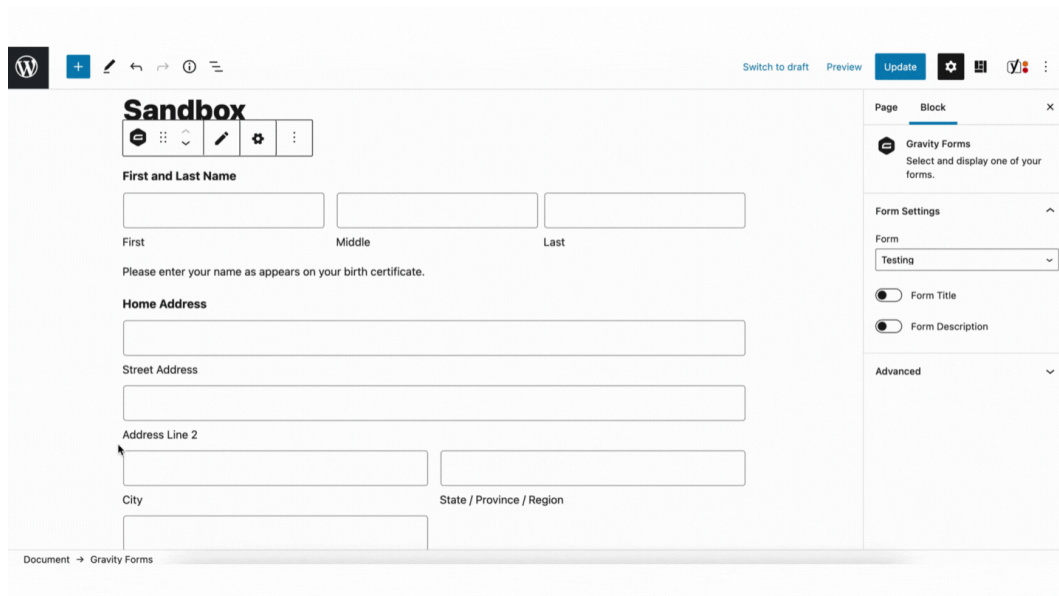 Switch to draft Preview Update
Sandbox
First and Last Name
First Middle Last
Please enter your name as appears on your birth certificate.
Home Address
Street Address
Address Line 2
City State / Province / Region
Page Block
Gravity Forms
Select and display one of your
forms.
Form Settings
Form
Testing
Form Title
Form Description
Advanced
Document → Gravity Forms